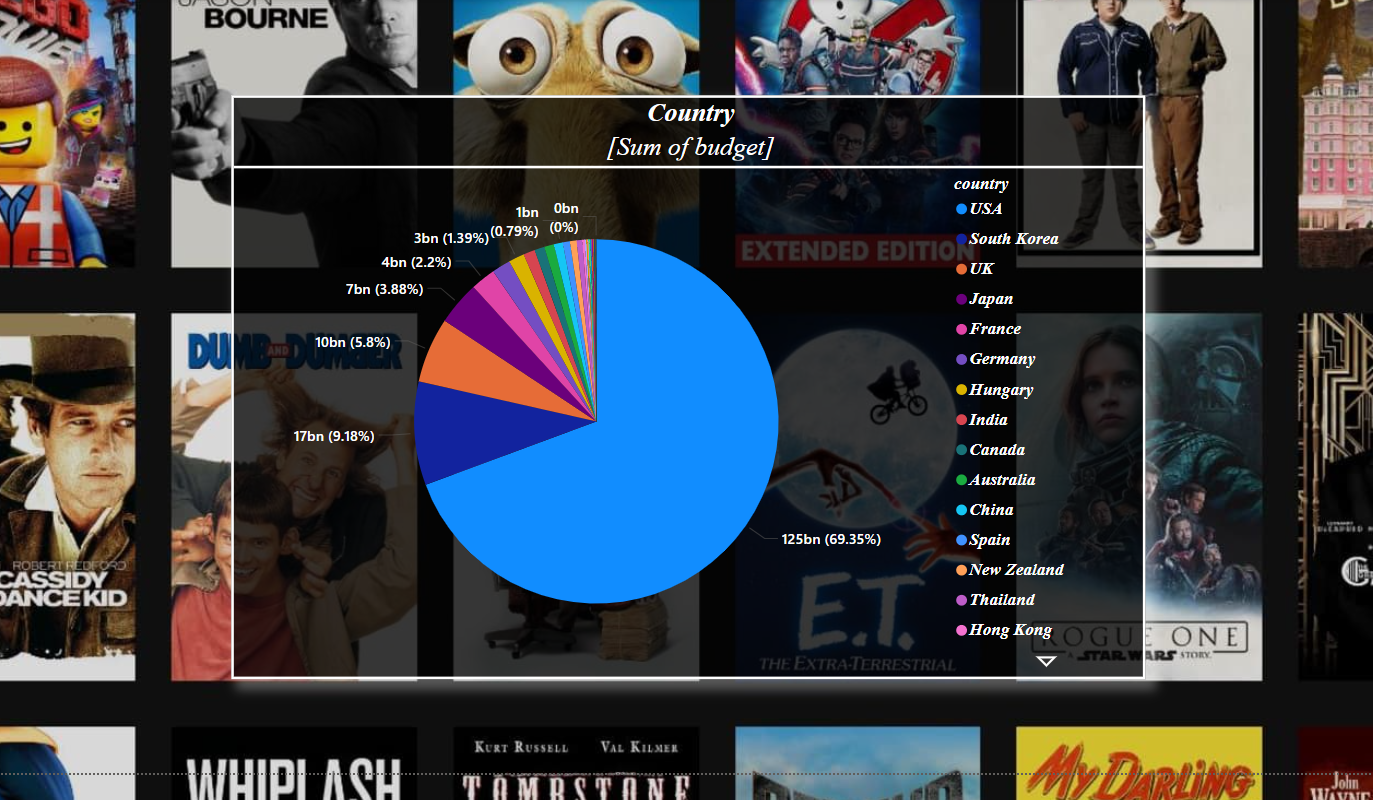 JASON
BOURNE
Country
[Sum of budget]
EXTENDED EDITION
country
USA
South Korea
UK
Japan
France
Germany
Hungary
India
Canada
Australia
China
Spain
New Zealand
Thailand
Hong Kong
0bn
(0%)
1bn
(0.79%)
3bn (1.39%)
4bn (2.2%)
7bn (3.88%)
10bn (5.8%)
17bn (9.18%)
125bn (69.35%)
DUMB AND DUMBER
ROBERT REDFORD
CASSIDY
DANCE KID
E.T.
THE EXTRA-TERRESTRIAL
ROGUE ONE
A STAR WARS STORY
WHIPLASH
KURT RUSSELL VAL KILMER
TOMBSTONE
MY DARLING
John
WAYNE